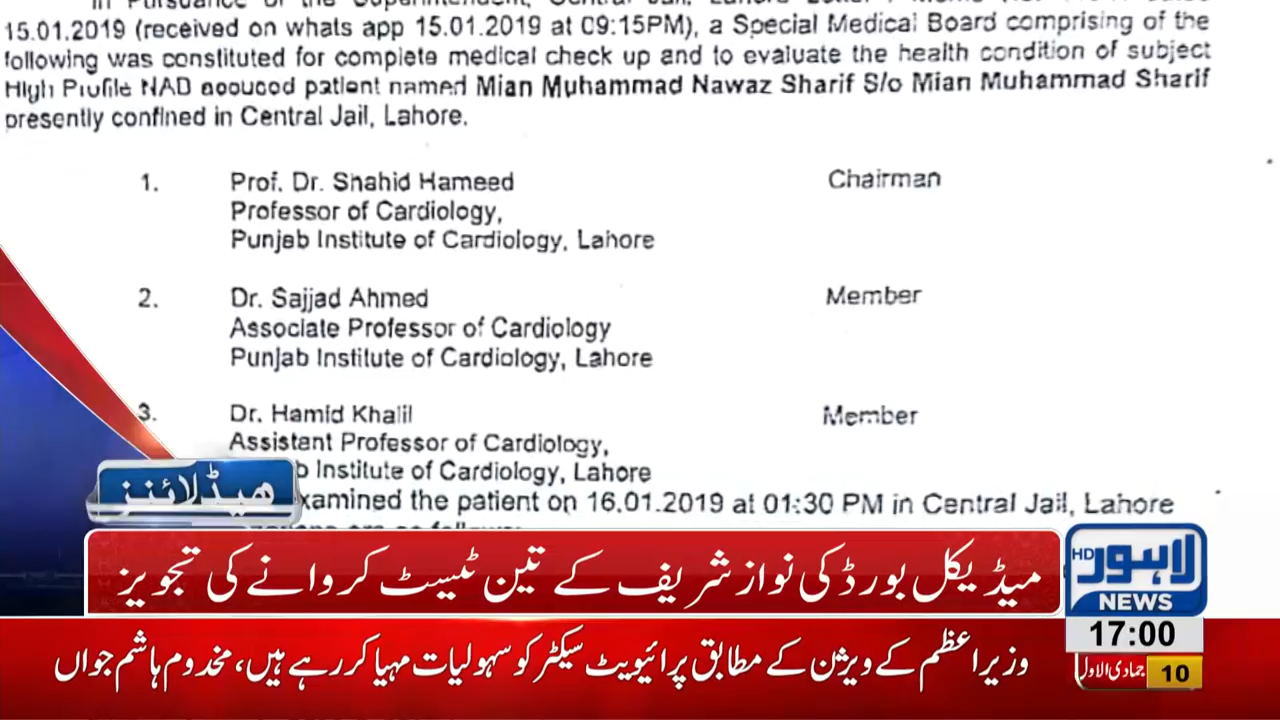 15.01.2019 (received on whats app 15.01.2019 at 09:15PM), a Special Medical Board comprising of the
following was constituted for complete medical check up and to evaluate the health condition of subject
High Profile NAB accused patient named Mian Muhammad Nawaz Sharif S/o Mian Muhammad Sharif
presently confined in Central Jail, Lahore.
1. Prof. Dr. Shahid Hameed Chairman
Professor of Cardiology,
Punjab Institute of Cardiology, Lahore
2. Dr. Sajjad Ahmed Member
Associate Professor of Cardiology
Punjab Institute of Cardiology, Lahore
3. Dr. Hamid Khalil Member
Assistant Professor of Cardiology,
b Institute of Cardiology, Lahore
xamined the patient on 16.01.2019 at 01:30 PM in Central Jail, Lahore
ہیڈلائنز
میڈیکل بورڈ کی نواز شریف کے تین ٹیسٹ کروانے کی تجویز
لاہور HD
NEWS
وزیراعظم کے ویژن کے مطابق پرائیویٹ سیکٹر کو سہولیات مہیا کر رہے ہیں، مخدوم ہاشم جواں
17:00
10 جمادی الاول